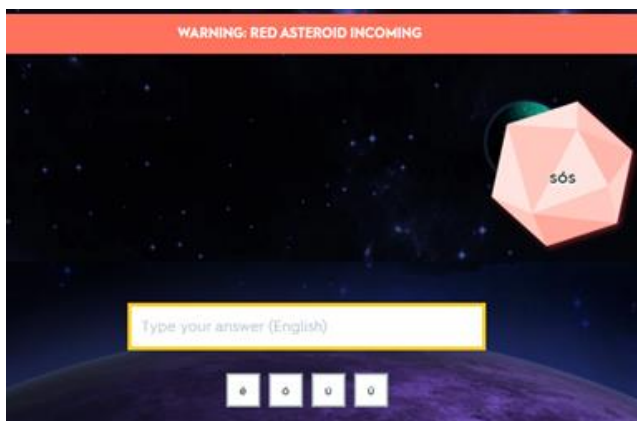 WARNING: RED ASTEROID INCOMING
sós
Type your answer (English)
é ó ú ü